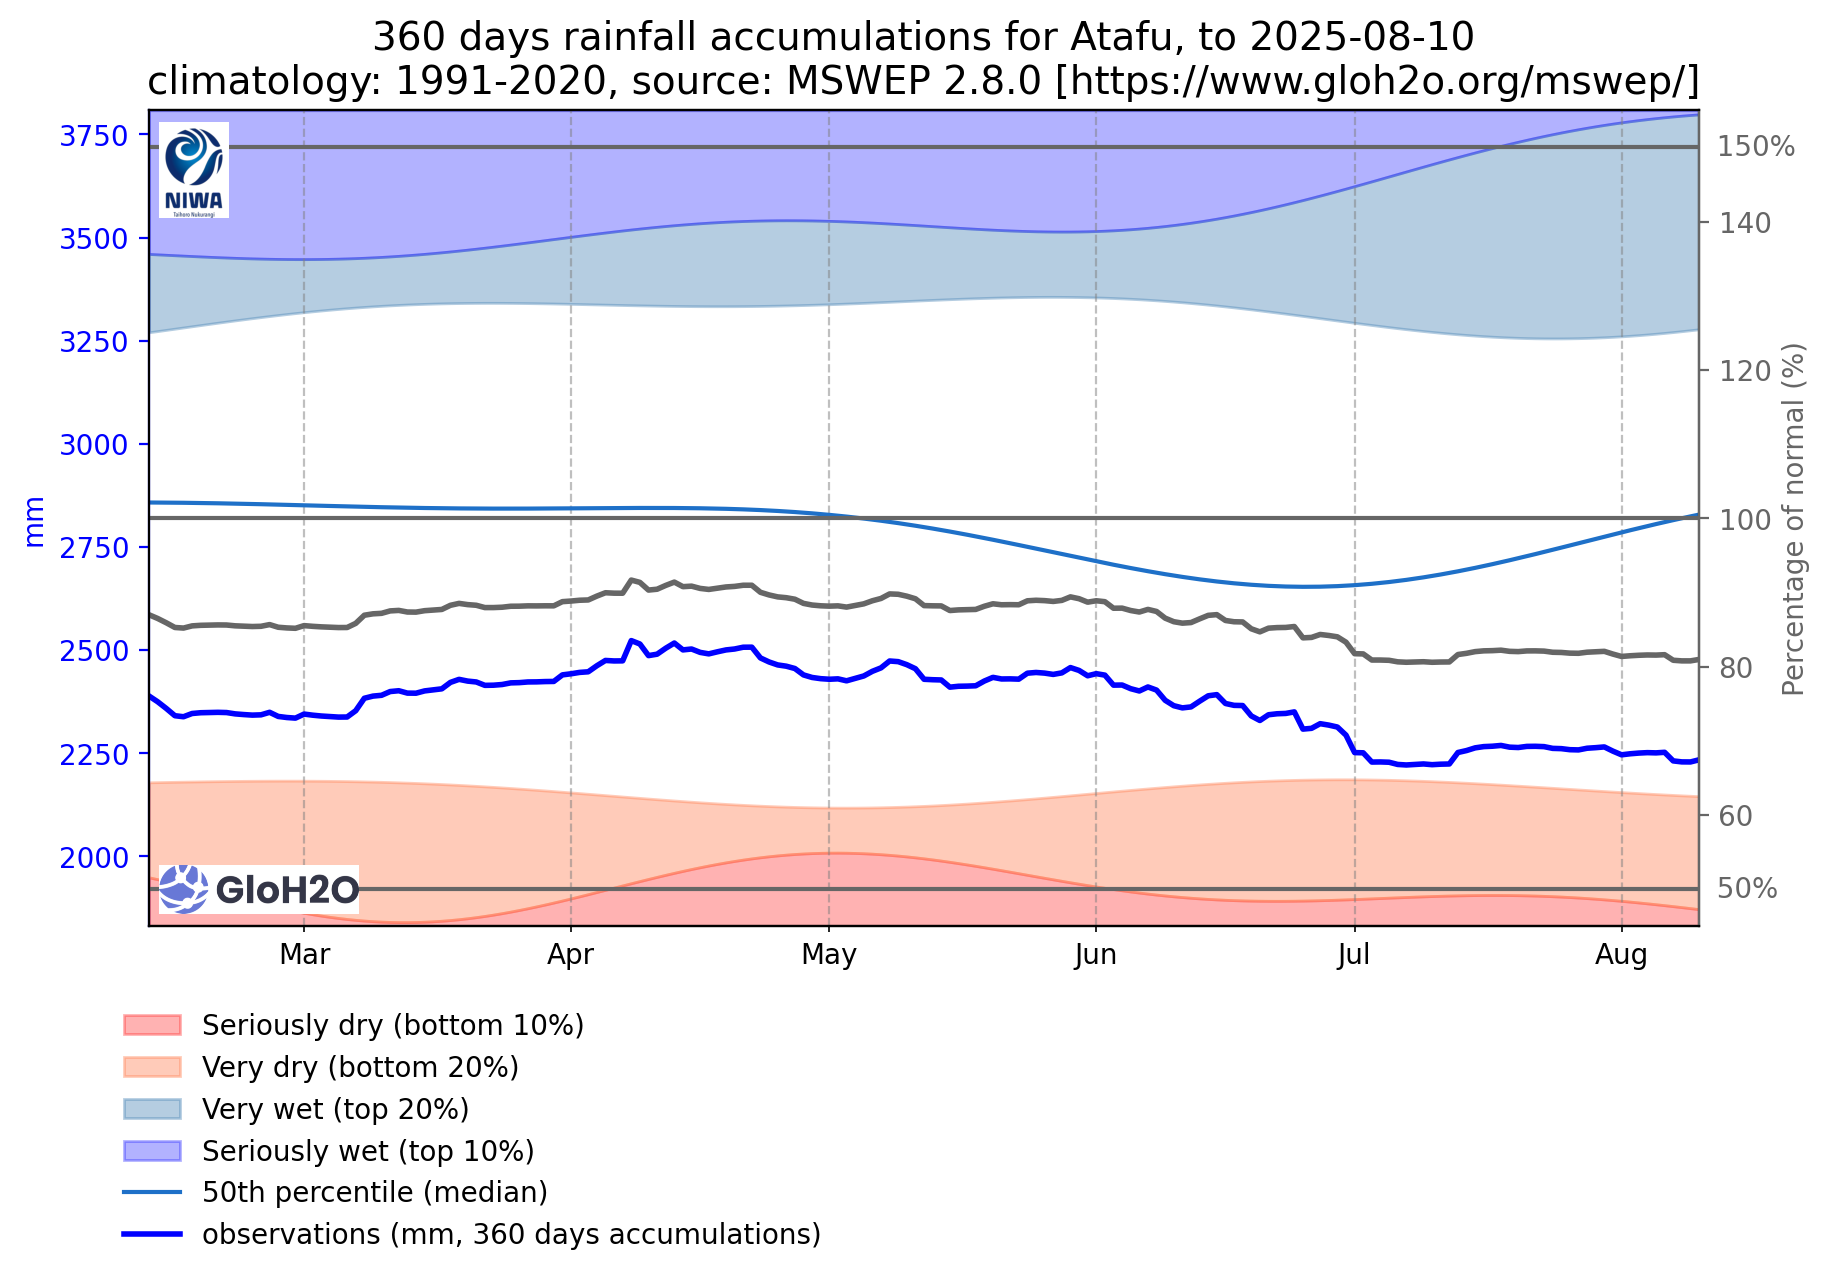 360 days rainfall accumulations for Atafu, to 2025-08-10
climatology: 1991-2020, source: MSWEP 2.8.0 [https://www.gloh2o.org/mswep/]
3750
3500
3250
3000
2750
2500
2250
2000
mm
NIWA
Taihoro Nukurangi
GloH2O
150%
140
120
100
80
60
50%
Percentage of normal (%)
Mar
Apr
May
Jun
Jul
Aug
Seriously dry (bottom 10%)
Very dry (bottom 20%)
Very wet (top 20%)
Seriously wet (top 10%)
50th percentile (median)
observations (mm, 360 days accumulations)